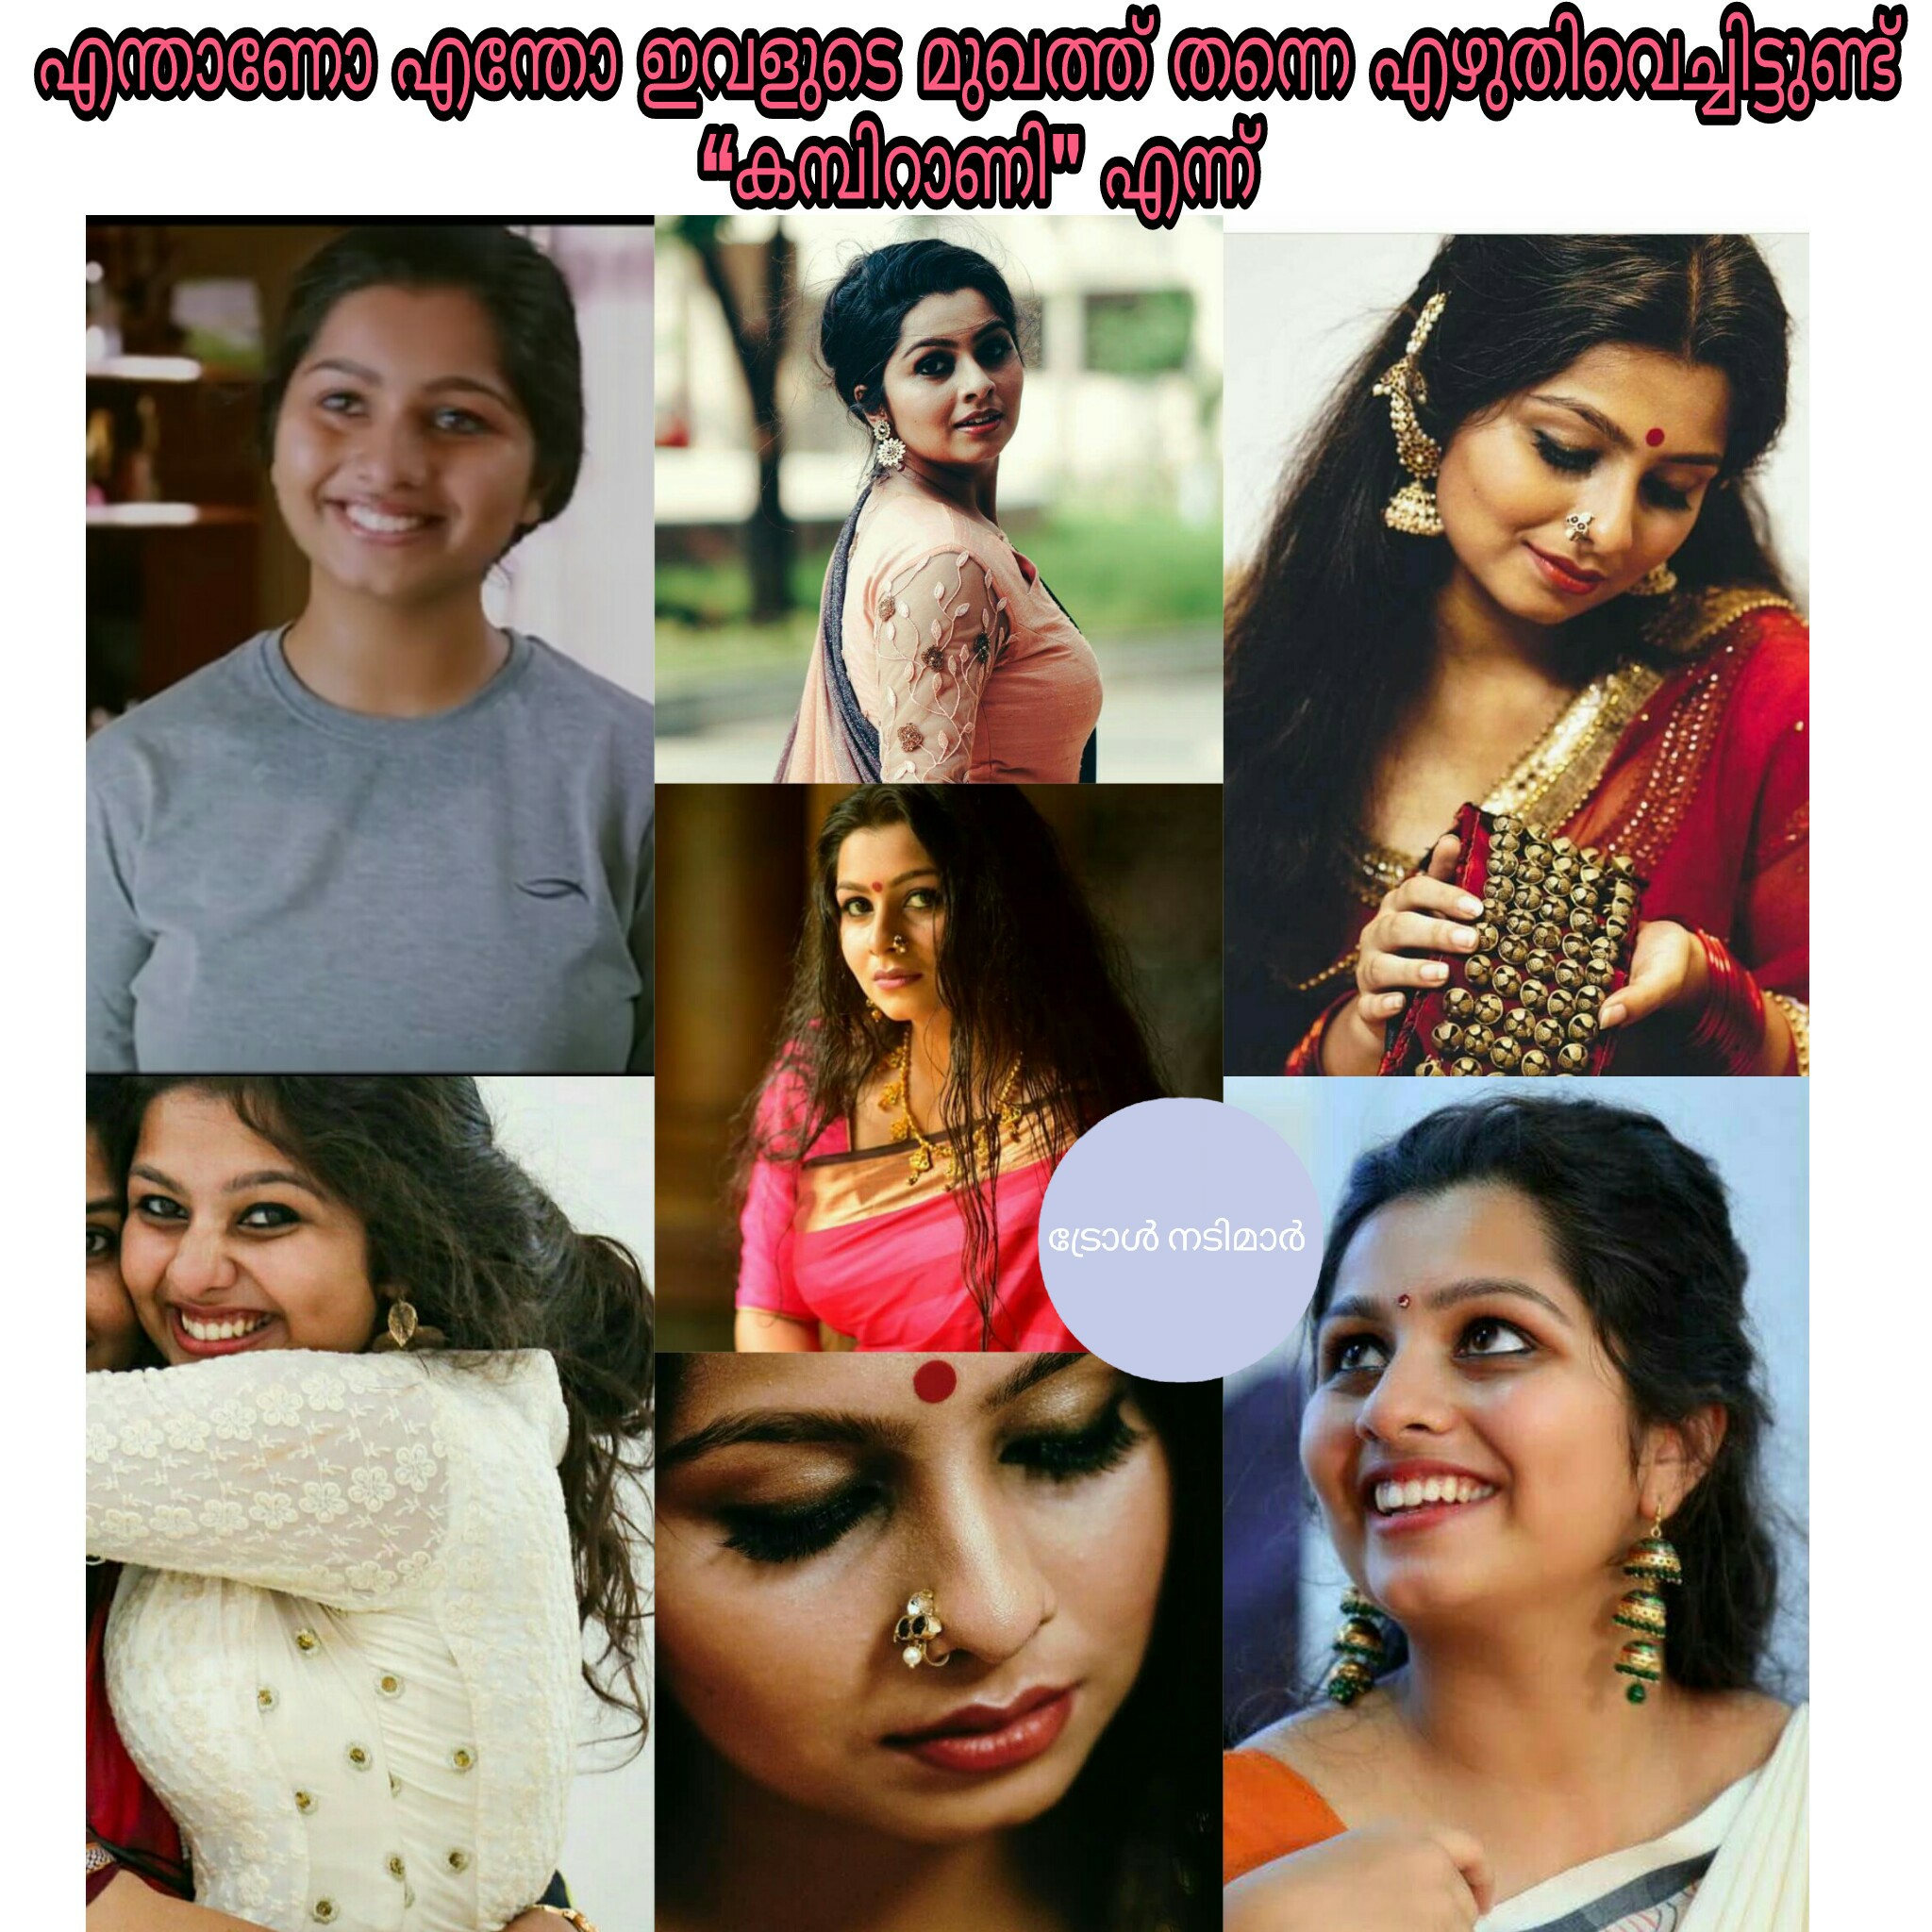 എന്താണോ എന്തോ ഇവളുടെ മുഖത്ത് തന്നെ എഴുതിവെച്ചിട്ടുണ്ട്
“കമ്പിറാണി" എന്ന്
ട്രോൾ നടിമാർ